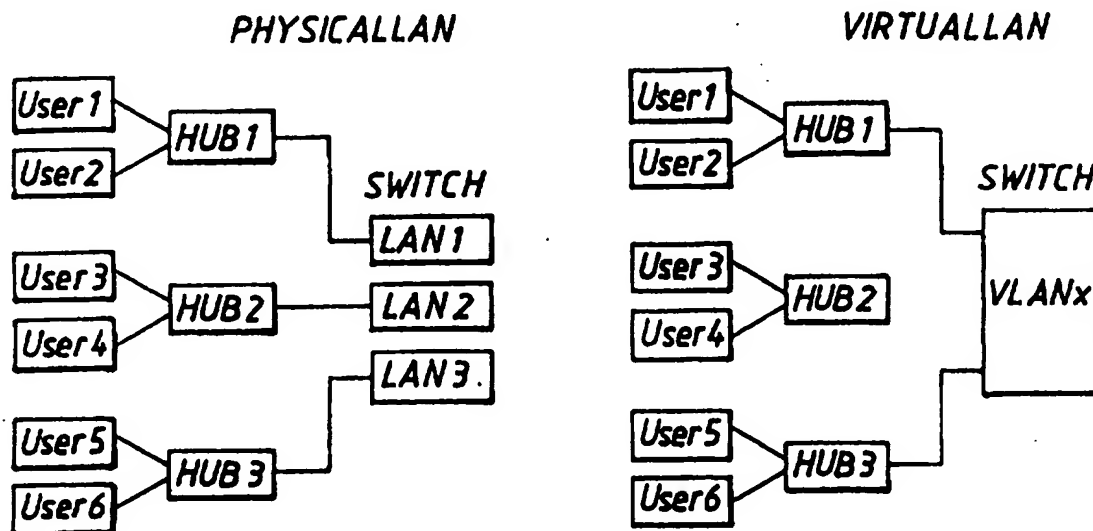 PHYSICALLAN
User1
User2
HUB1
SWITCH
LAN1
User3
User4
HUB2
LAN2
LAN3.
User5
User6
HUB3
VIRTUALLAN
User1
User2
HUB1
SWITCH
User3
User4
HUB2
VLANx
User5
User6
HUB3